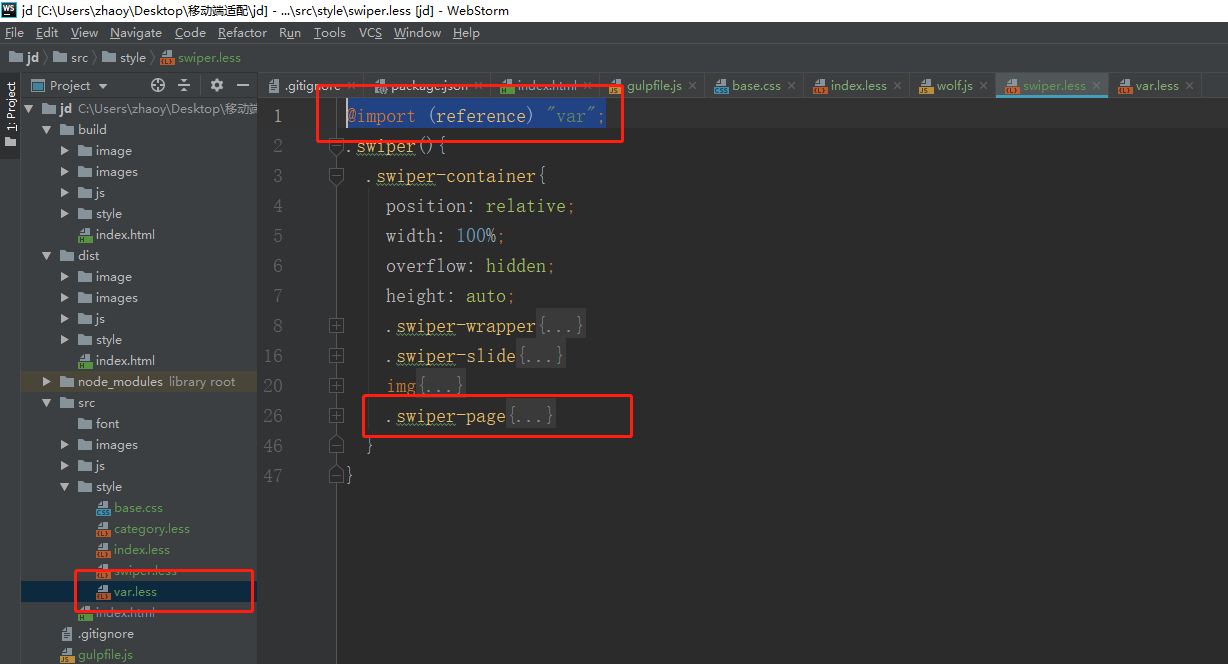 WS jd [C:\Users\zhaoy\Desktop\移动端适配\jd] - ...\src\style\swiper.less [jd] - WebStorm
File Edit View Navigate Code Refactor Run Tools VCS Window Help
jd src style swiper.less
1: Project
Project
.gitignore package.json index.html gulpfile.js base.css index.less wolf.js swiper.less var.less
jd C:\Users\zhaoy\Desktop\移动端
build
image
images
js
style
index.html
dist
image
images
js
style
index.html
node_modules library root
src
font
images
js
style
base.css
category.less
index.less
swiper.less
var.less
index.html
.gitignore
gulpfile.js
1 @import (reference) "var";
2 .swiper(){
3 .swiper-container{
4 position: relative;
5 width: 100%;
6 overflow: hidden;
7 height: auto;
8 .swiper-wrapper{...}
16 .swiper-slide{...}
20 img{...}
26 .swiper-page{...}
46 }
47 }